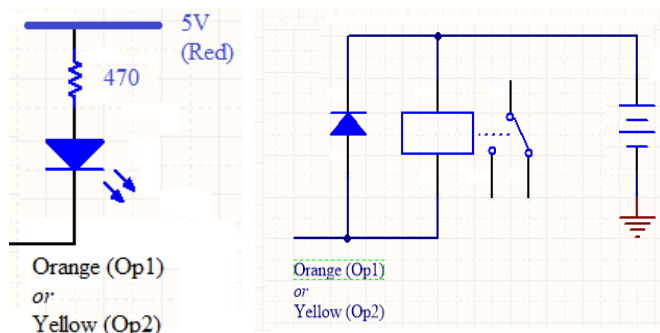 5V
(Red)
470
Orange (Op1)
or
Yellow (Op2)
Orange (Op1)
or
Yellow (Op2)